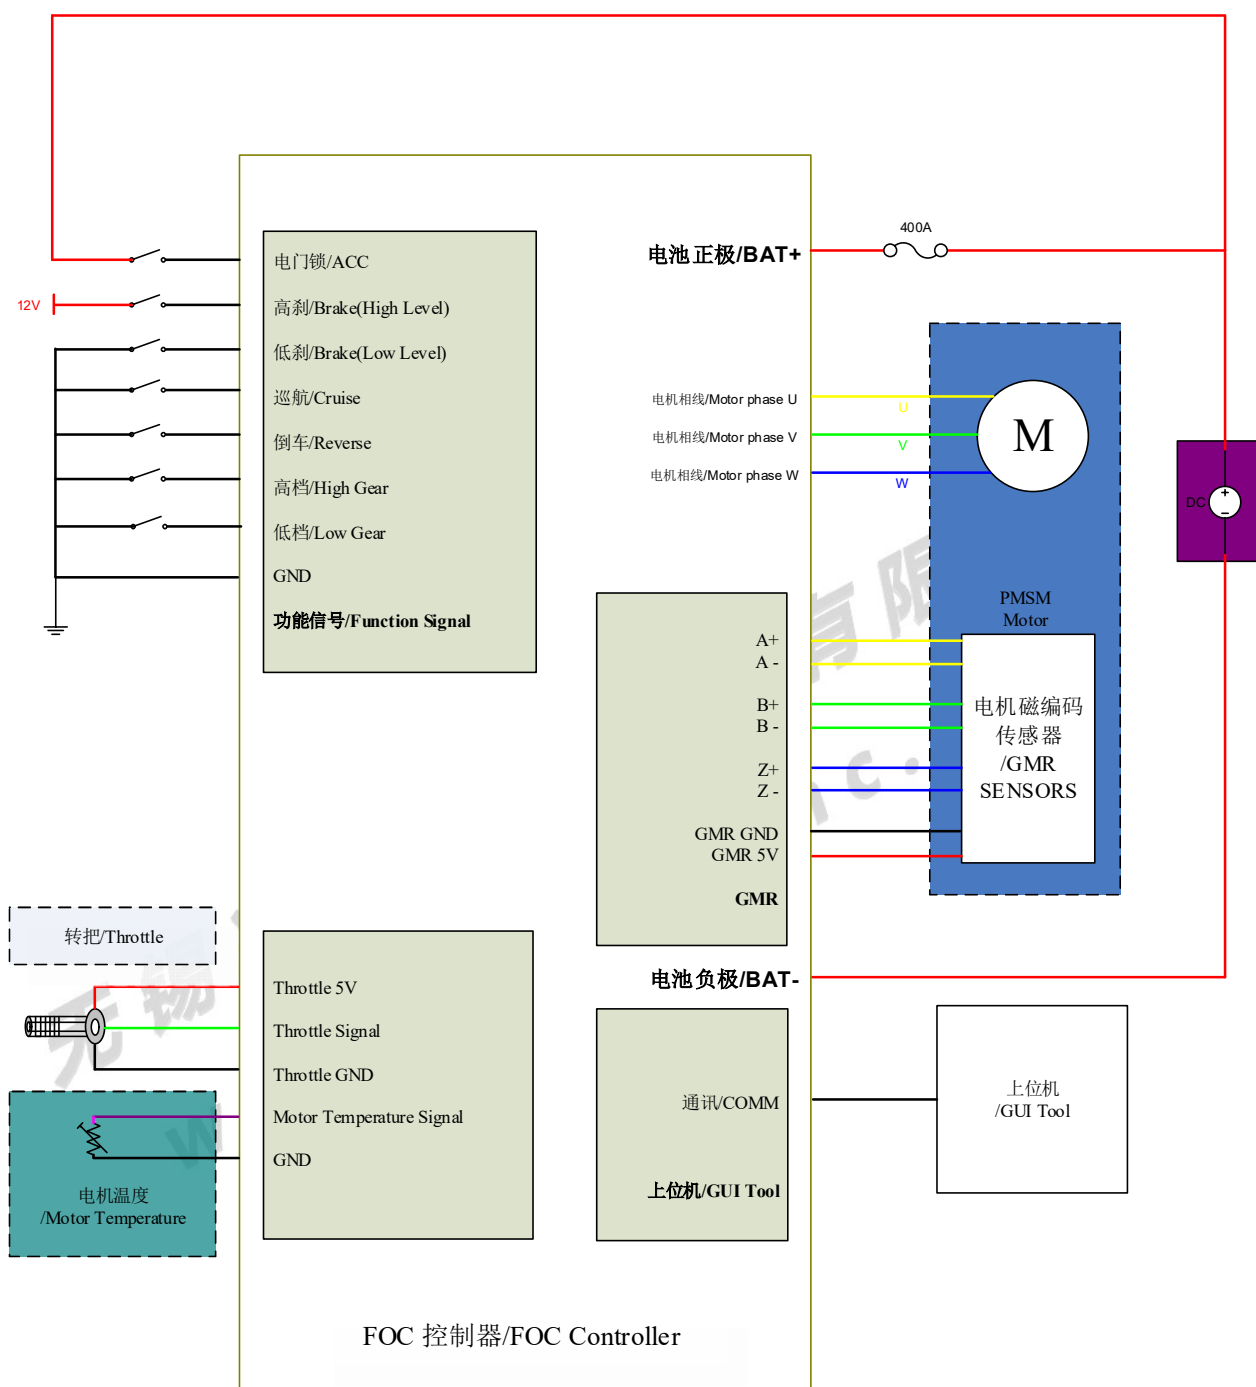 400A
电门锁/ACC
电池正极/BAT+
12V
高刹/Brake(High Level)
低刹/Brake(Low Level)
巡航/Cruise
倒车/Reverse
高档/High Gear
低档/Low Gear
GND
功能信号/Function Signal
电机相线/Motor phase U
U
电机相线/Motor phase V
V
电机相线/Motor phase W
W
M
DC
PMSM
Motor
A+
A -
B+
B -
Z+
Z -
GMR GND
GMR 5V
GMR
电机磁编码
传感器
/GMR
SENSORS
转把/Throttle
Throttle 5V
Throttle Signal
Throttle GND
Motor Temperature Signal
GND
电机温度
/Motor Temperature
电池负极/BAT-
通讯/COMM
上位机/GUI Tool
上位机
/GUI Tool
FOC 控制器/FOC Controller
无锡
有限